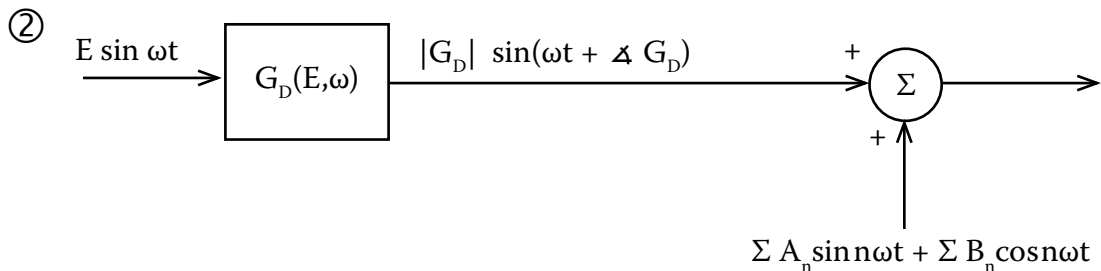 ②
E sin ωt
G_D(E,ω)
|G_D| sin(ωt + ∡ G_D)
+
Σ
+
Σ A_n sin nωt + Σ B_n cos nωt